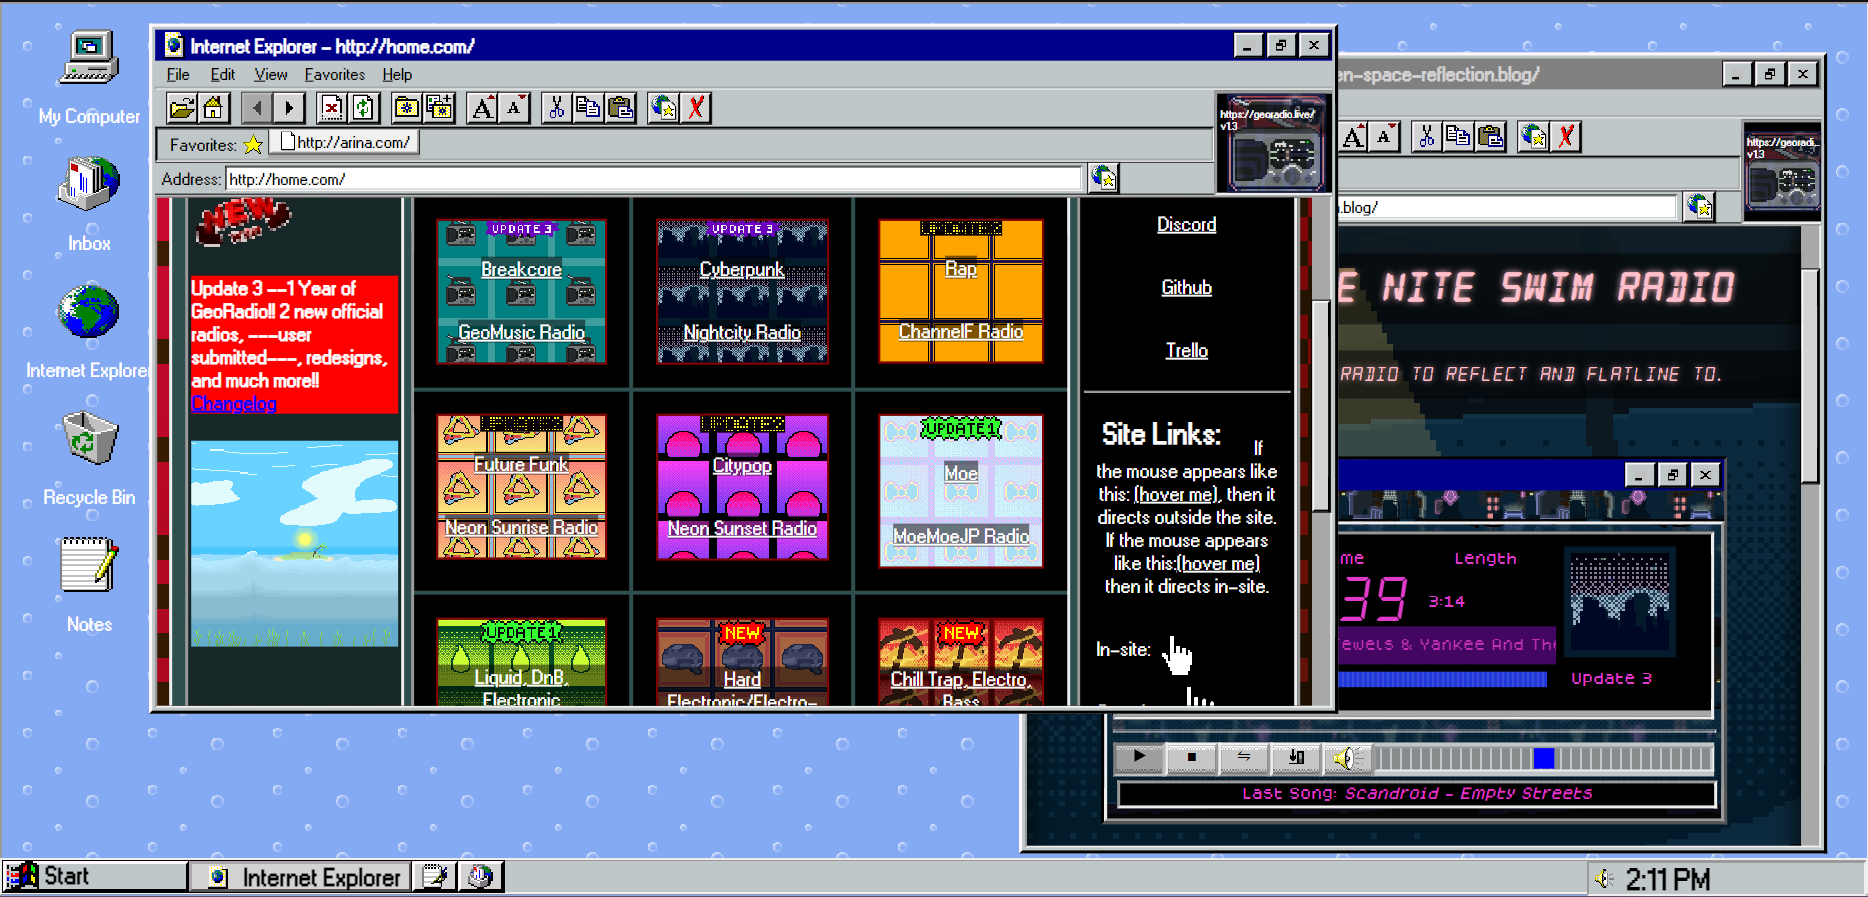 My Computer
Inbox
Internet Explore
Recycle Bin
Notes
Internet Explorer – http://home.com/
File Edit View Favorites Help
Favorites: http://arina.com/
Address: http://home.com/
https://georadio.live/
v1.3
NEW
Update 3 ---1 Year of
GeoRadio!! 2 new official
radios, ---user
submitted---, redesigns,
and much more!!
Changelog
UPDATE 3
Breakcore
GeoMusic Radio
UPDATE 3
Cyberpunk
Nightcity Radio
Rap
ChannelF Radio
Future Funk
Neon Sunrise Radio
Citypop
Neon Sunset Radio
UPDATE 1
Moe
MoeMoeJP Radio
UPDATE 1
Liquid, DnB,
Electronic
NEW
Hard
Electronic/Electro-
NEW
Chill Trap, Electro,
Bass
Discord
Github
Trello
Site Links:
If
the mouse appears like
this: (hover me), then it
directs outside the site.
If the mouse appears
like this:(hover me)
then it directs in-site.
In-site:
en-space-reflection.blog/
https://georadi...
v1.3
.blog/
E NITE SWIM RADIO
RADIO TO REFLECT AND FLATLINE TO.
me Length
39 3:14
ewels & Yankee And The
Update 3
Last Song: Scandroid - Empty Streets
Start
Internet Explorer
2:11 PM